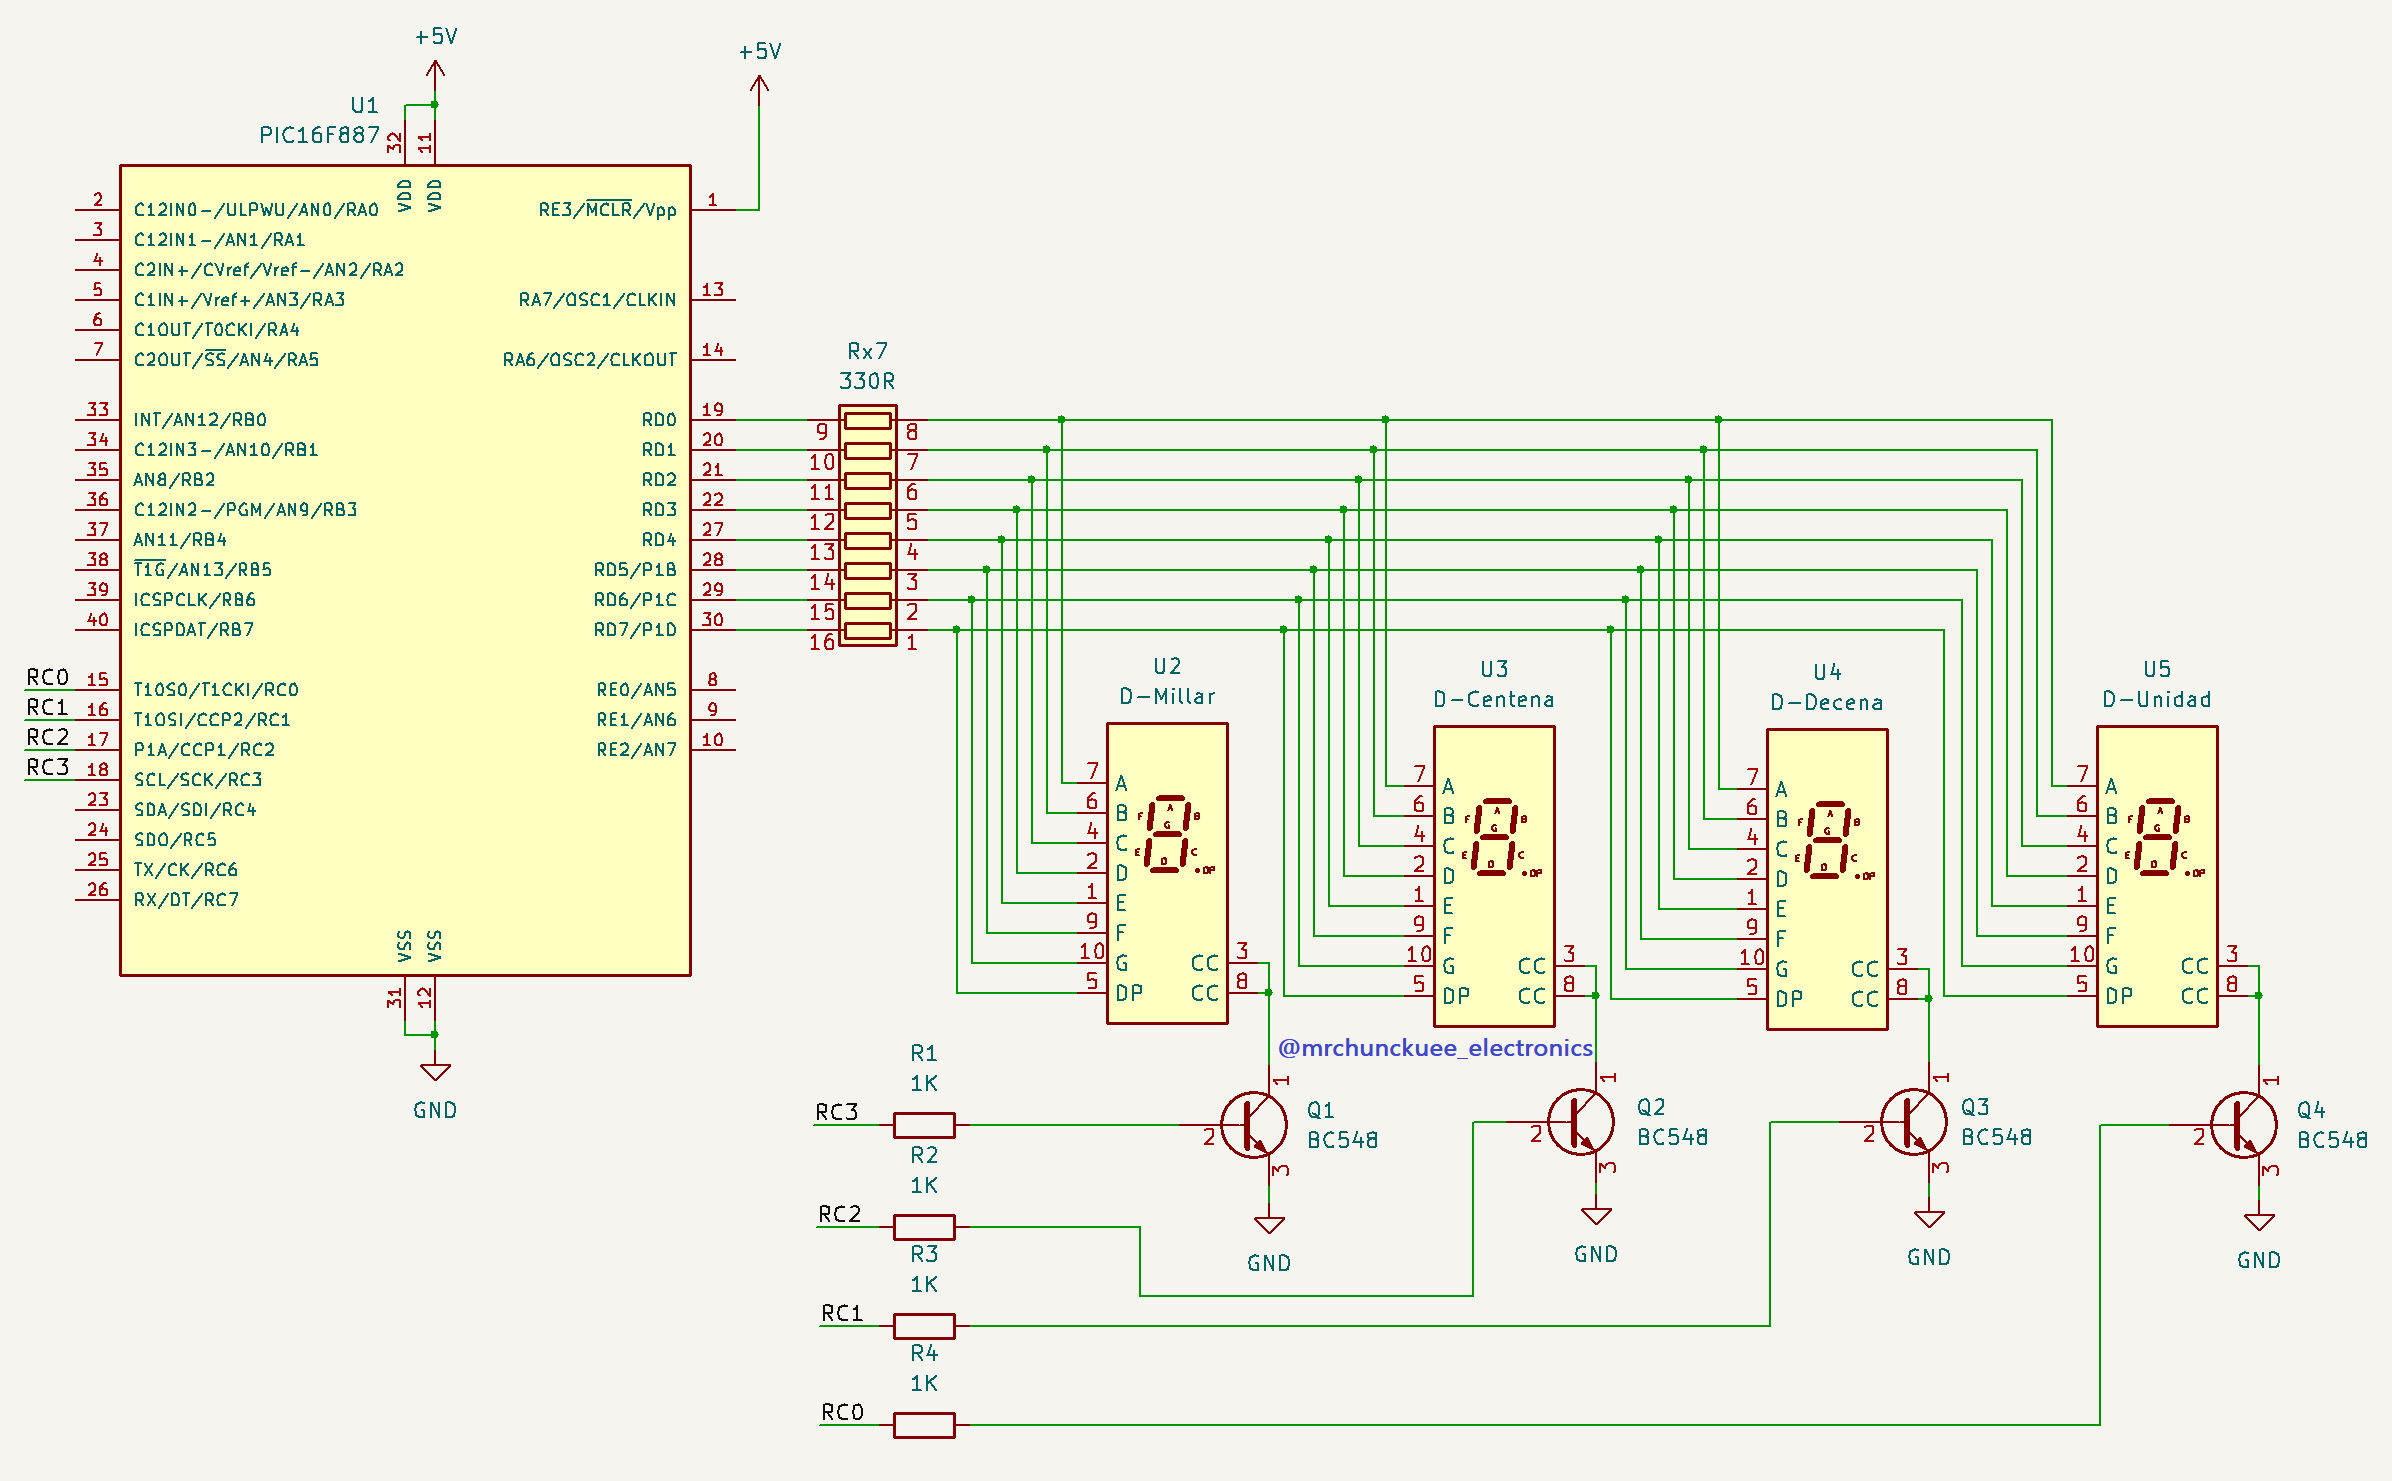 +5V
+5V
U1
PIC16F887
32
11
VDD
VDD
2
C12IN0-/ULPWU/AN0/RA0
3
C12IN1-/AN1/RA1
4
C2IN+/CVref/Vref-/AN2/RA2
5
C1IN+/Vref+/AN3/RA3
6
C1OUT/T0CKI/RA4
7
C2OUT/SS/AN4/RA5
33
INT/AN12/RB0
34
C12IN3-/AN10/RB1
35
AN8/RB2
36
C12IN2-/PGM/AN9/RB3
37
AN11/RB4
38
T1G/AN13/RB5
39
ICSPCLK/RB6
40
ICSPDAT/RB7
RC0
15
T1OSO/T1CKI/RC0
RC1
16
T1OSI/CCP2/RC1
RC2
17
P1A/CCP1/RC2
RC3
18
SCL/SCK/RC3
23
SDA/SDI/RC4
24
SDO/RC5
25
TX/CK/RC6
26
RX/DT/RC7
RE3/MCLR/Vpp
1
RA7/OSC1/CLKIN
13
RA6/OSC2/CLKOUT
14
RD0
19
RD1
20
RD2
21
RD3
22
RD4
27
RD5/P1B
28
RD6/P1C
29
RD7/P1D
30
RE0/AN5
8
RE1/AN6
9
RE2/AN7
10
VSS
VSS
31
12
GND
Rx7
330R
9
8
10
7
11
6
12
5
13
4
14
3
15
2
16
1
U2
D-Millar
7
A
6
B
4
C
2
D
1
E
9
F
10
G
5
DP
A
F
B
G
E
C
D
DP
CC
3
CC
8
U3
D-Centena
7
A
6
B
4
C
2
D
1
E
9
F
10
G
5
DP
A
F
B
G
E
C
D
DP
CC
3
CC
8
U4
D-Decena
7
A
6
B
4
C
2
D
1
E
9
F
10
G
5
DP
A
F
B
G
E
C
D
DP
CC
3
CC
8
U5
D-Unidad
7
A
6
B
4
C
2
D
1
E
9
F
10
G
5
DP
A
F
B
G
E
C
D
DP
CC
3
CC
8
@mrchunckuee_electronics
R1
1K
RC3
R2
1K
RC2
R3
1K
RC1
R4
1K
RC0
1
2
3
Q1
BC548
GND
1
2
3
Q2
BC548
GND
1
2
3
Q3
BC548
GND
1
2
3
Q4
BC548
GND